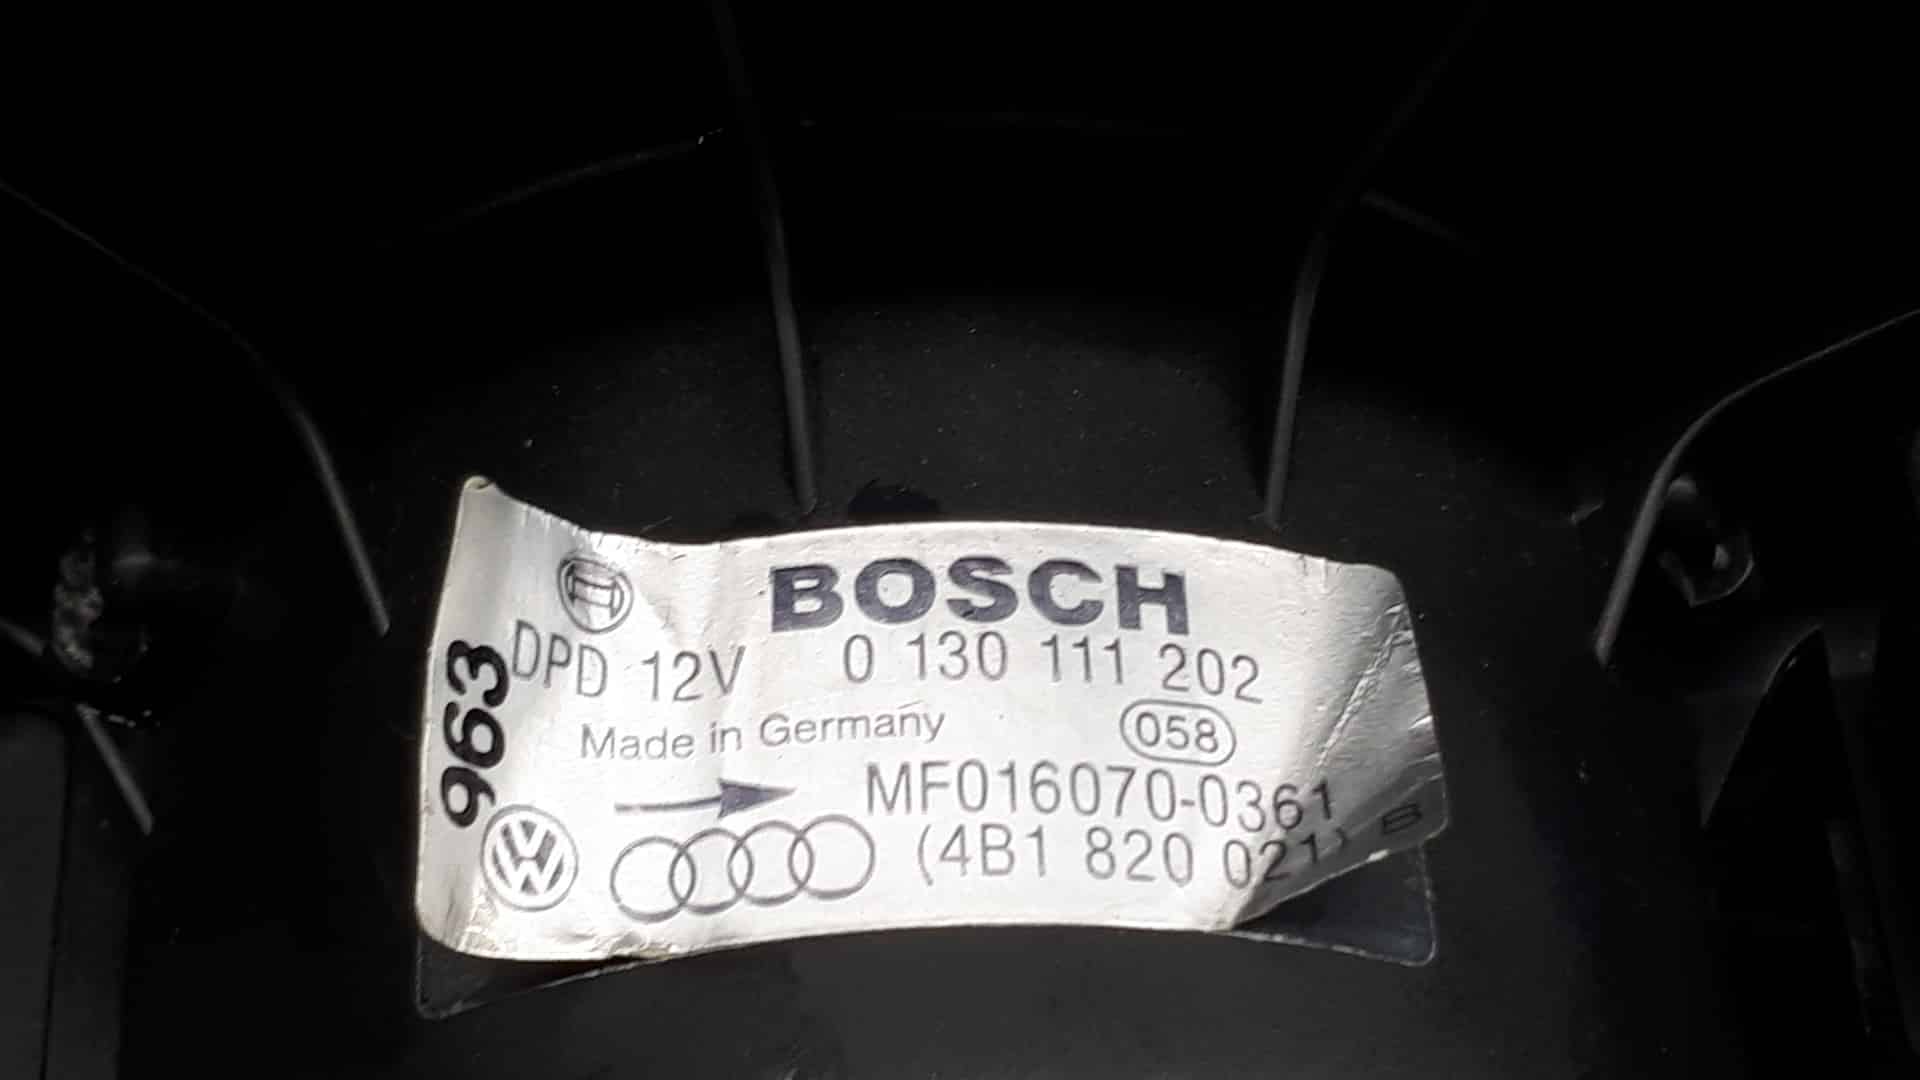 BOSCH
DPD 12V 0 130 111 202
Made in Germany 058
MF016070-0361
(4B1 820 021) B
963